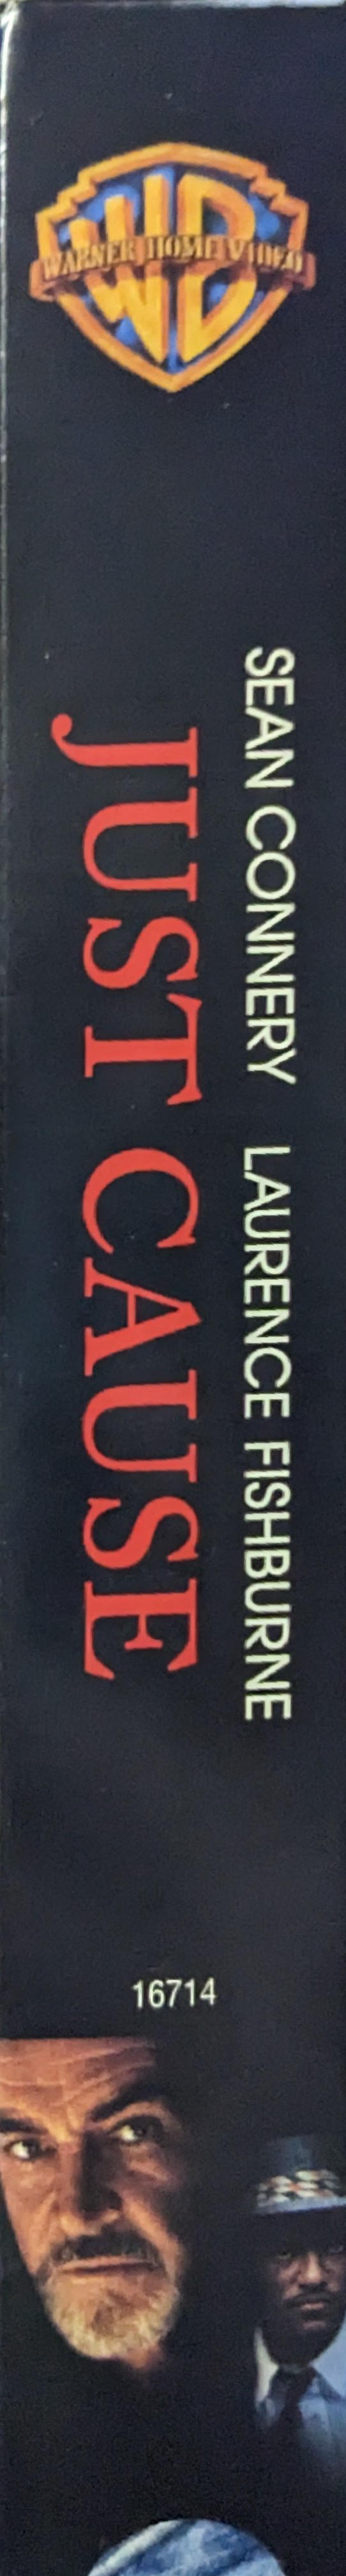 WARNER HOME VIDEO
WB
SEAN CONNERY LAURENCE FISHBURNE
JUST CAUSE
16714